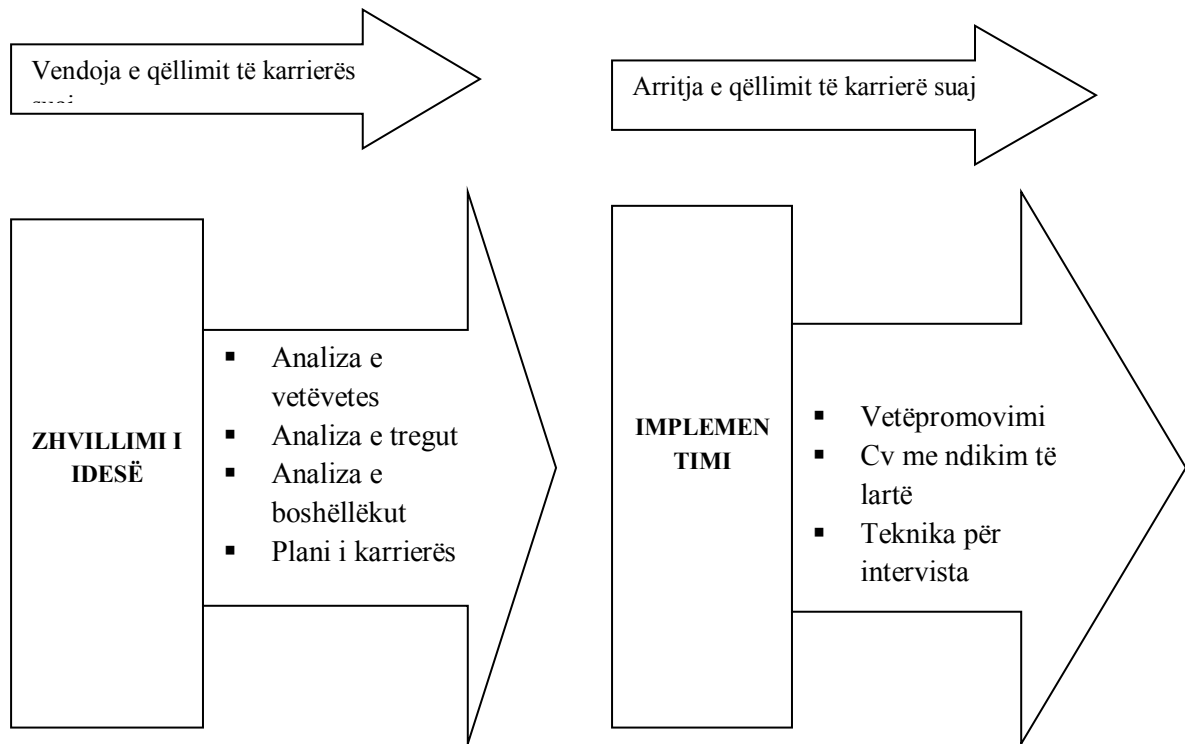 Vendoja e qëllimit të karrierës
Arritja e qëllimit të karrierë suaj
ZHVILLIMI I
IDESË
▪ Analiza e
vetëvetes
▪ Analiza e tregut
▪ Analiza e
boshëllëkut
▪ Plani i karrierës
IMPLEMEN
TIMI
▪ Vetëpromovimi
▪ Cv me ndikim të
lartë
▪ Teknika për
intervista